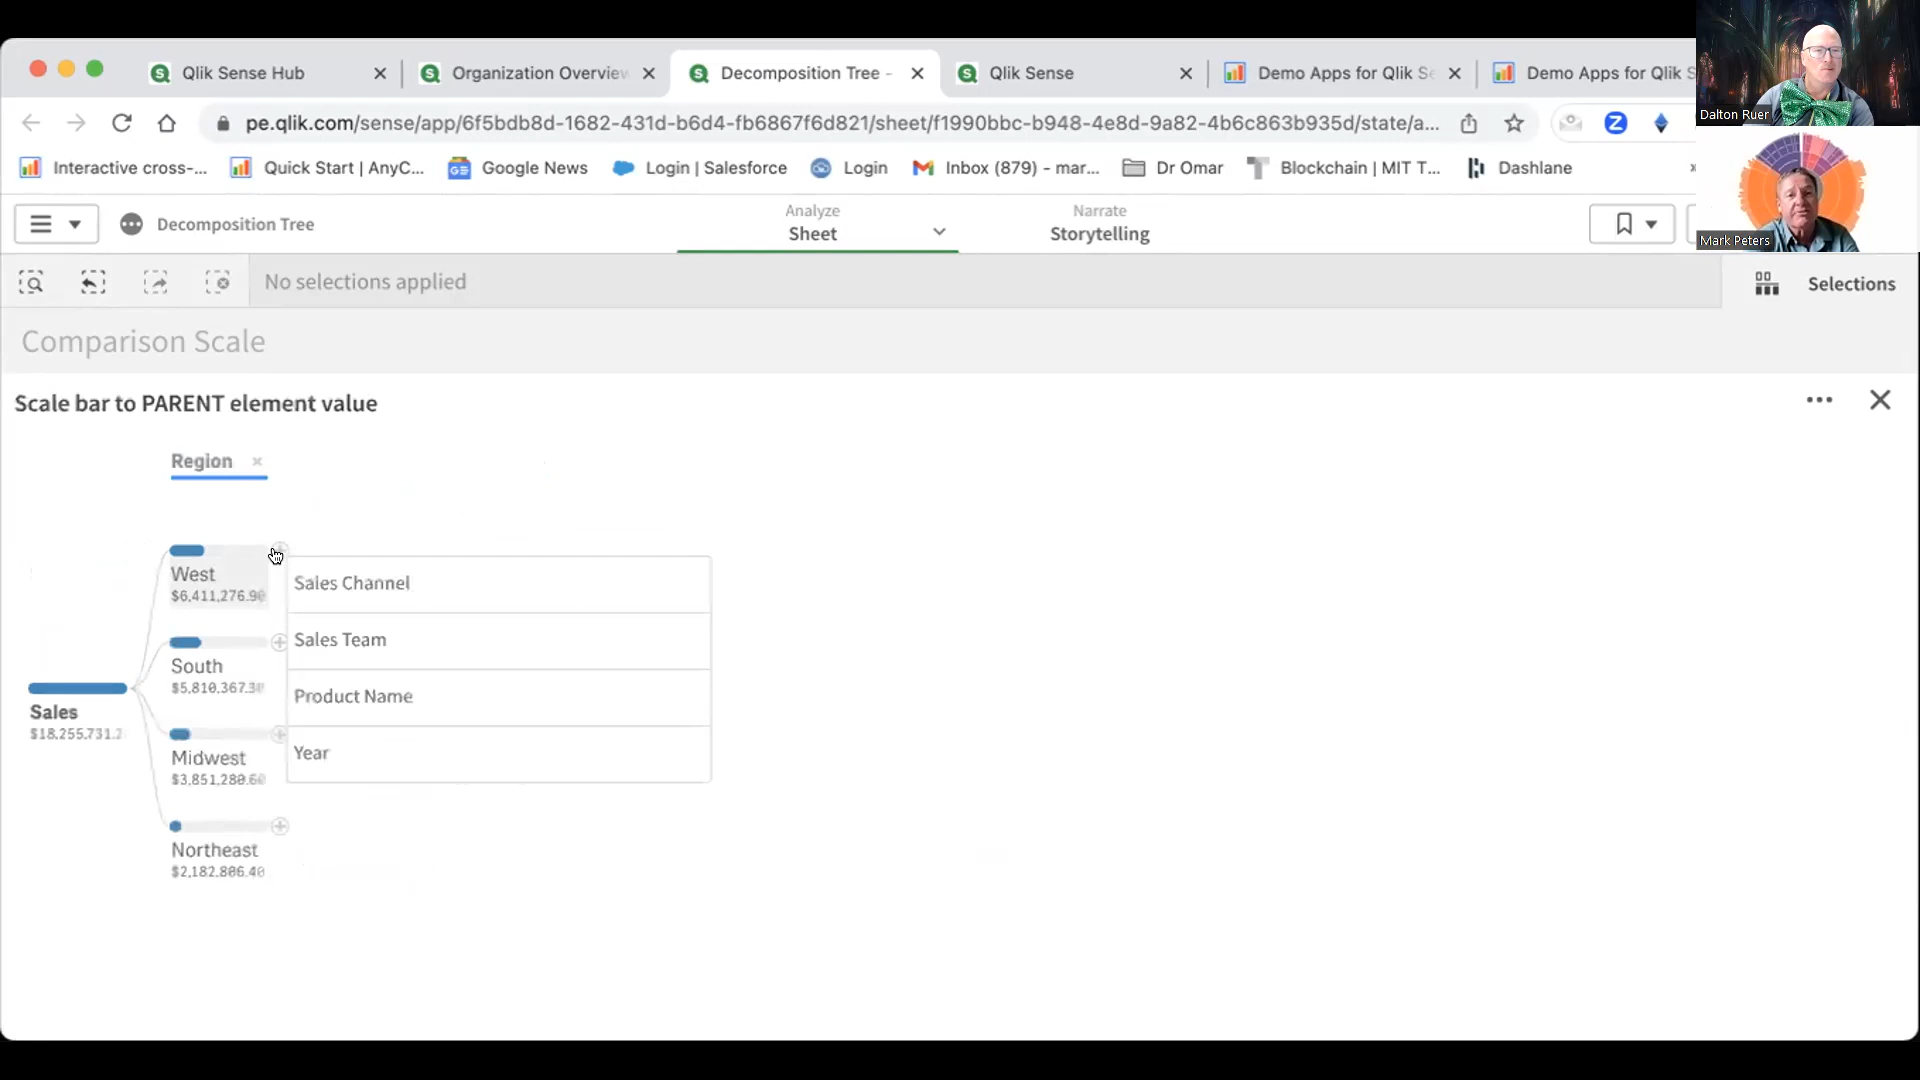 Qlik Sense Hub
Organization Overview
Decomposition Tree -
Qlik Sense
Demo Apps for Qlik Se
Demo Apps for Qlik S
Dalton Ruer
pe.qlik.com/sense/app/6f5bdb8d-1682-431d-b6d4-fb6867f6d821/sheet/f1990bbc-b948-4e8d-9a82-4b6c863b935d/state/a...
Interactive cross-...
Quick Start | AnyC...
Google News
Login | Salesforce
Login
Inbox (879) - mar...
Dr Omar
Blockchain | MIT T...
Dashlane
Mark Peters
Decomposition Tree
Analyze
Sheet
Narrate
Storytelling
No selections applied
Selections
Comparison Scale
Scale bar to PARENT element value
Region
West
$6,411,276.90
South
$5,810,367.30
Midwest
$3,851,280.60
Northeast
$2,182,806.40
Sales
$18,255,731.2
Sales Channel
Sales Team
Product Name
Year